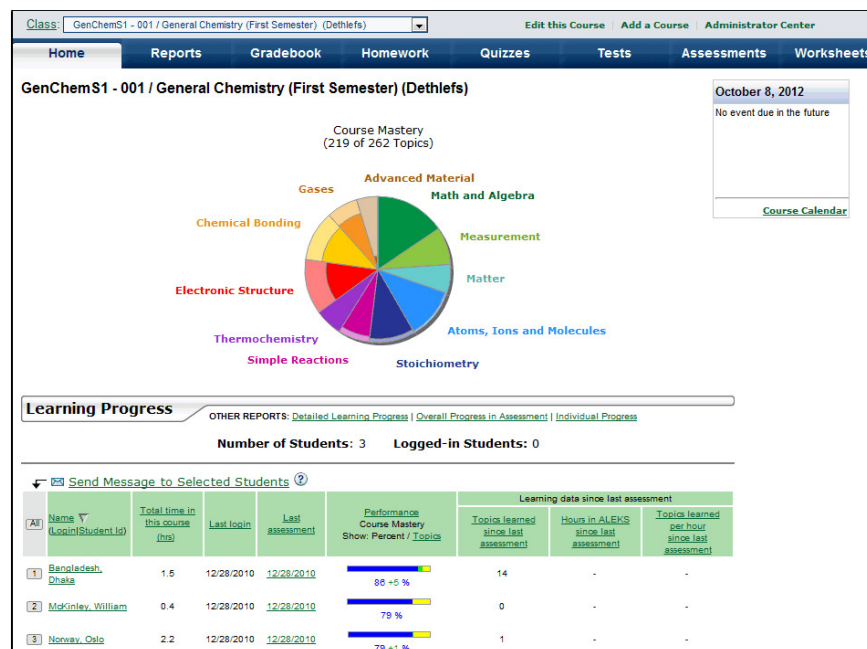 Class: GenChemS1 - 001 / General Chemistry (First Semester) (Dethlefs)
Edit this Course | Add a Course | Administrator Center
Home Reports Gradebook Homework Quizzes Tests Assessments Worksheets
GenChemS1 - 001 / General Chemistry (First Semester) (Dethlefs)
October 8, 2012
No event due in the future
Course Calendar
Course Mastery
(219 of 262 Topics)
Advanced Material
Gases
Math and Algebra
Chemical Bonding
Measurement
Matter
Electronic Structure
Atoms, Ions and Molecules
Thermochemistry
Simple Reactions
Stoichiometry
Learning Progress
OTHER REPORTS: Detailed Learning Progress | Overall Progress in Assessment | Individual Progress
Number of Students: 3 Logged-in Students: 0
Send Message to Selected Students ?
Learning data since last assessment
All
Name
(Login|Student Id)
Total time in
this course
(hrs)
Last login
Last
assessment
Performance
Course Mastery
Show: Percent / Topics
Topics learned
since last
assessment
Hours in ALEKS
since last
assessment
Topics learned
per hour
since last
assessment
1 Bangladesh,
Dhaka
1.5 12/28/2010 12/28/2010 86 +5 % 14 - -
2 McKinley, William 0.4 12/28/2010 12/28/2010 79 % 0 - -
3 Norway, Oslo 2.2 12/28/2010 12/28/2010 79 +1 % 1 - -